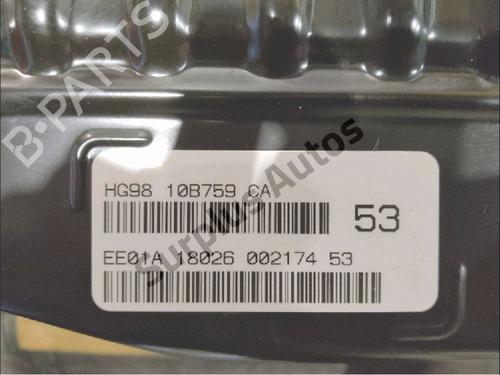 B-PARTS
HG98 10B759 CA
53
EE01A 18026 002174 53
Surplus Autos